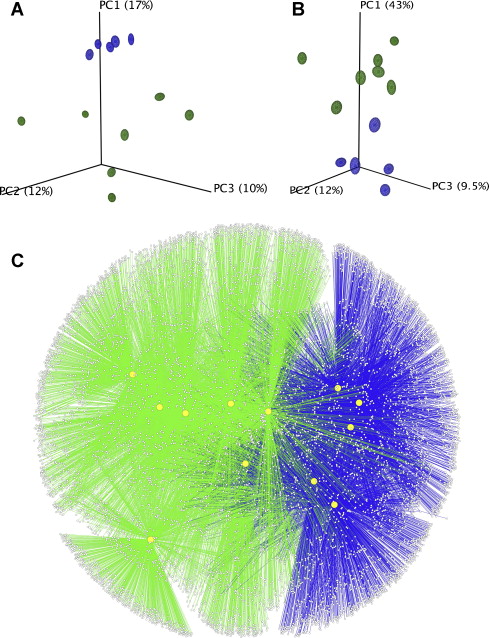 A
PC1 (17%)
PC2 (12%)
PC3 (10%)
B
PC1 (43%)
PC2 (12%)
PC3 (9.5%)
C